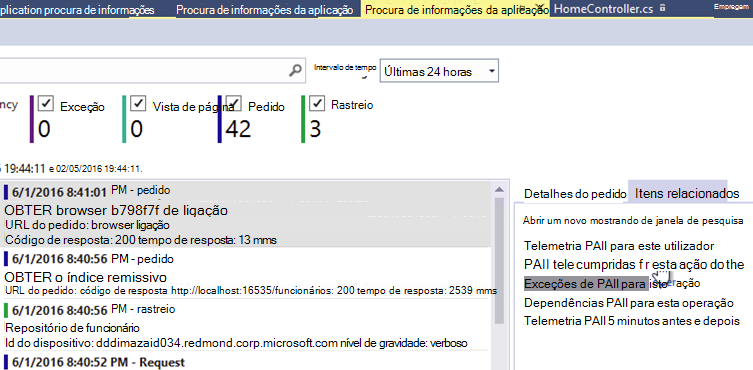 plication procura de informações Procura de informações da aplicação Procura de informações da aplicação HomeController.cs Empregam
Intervalo de tempo Últimas 24 horas
ncy Exceção Vista de página Pedido Rastreio
0 0 42 3
19:44:11 e 02/05/2016 19:44:11.
6/1/2016 8:41:01 PM - pedido
OBTER browser b798f7f de ligação
URL do pedido: browser ligação
Código de resposta: 200 tempo de resposta: 13 mms
6/1/2016 8:40:56 PM - pedido
OBTER o índice remissivo
URL do pedido: código de resposta http://localhost:16535/funcionários: 200 tempo de resposta: 2539 mms
6/1/2016 8:40:56 PM - rastreio
Repositório de funcionário
Id do dispositivo: dddimazaid034.redmond.corp.microsoft.com nível de gravidade: verboso
6/1/2016 8:40:52 PM - Request
Detalhes do pedido Itens relacionados
Abrir um novo mostrando de janela de pesquisa
Telemetria PAII para este utilizador
PAII tele cumpridas f r esta ação do the
Exceções de PAII para isto operação
Dependências PAII para esta operação
Telemetria PAII 5 minutos antes e depois